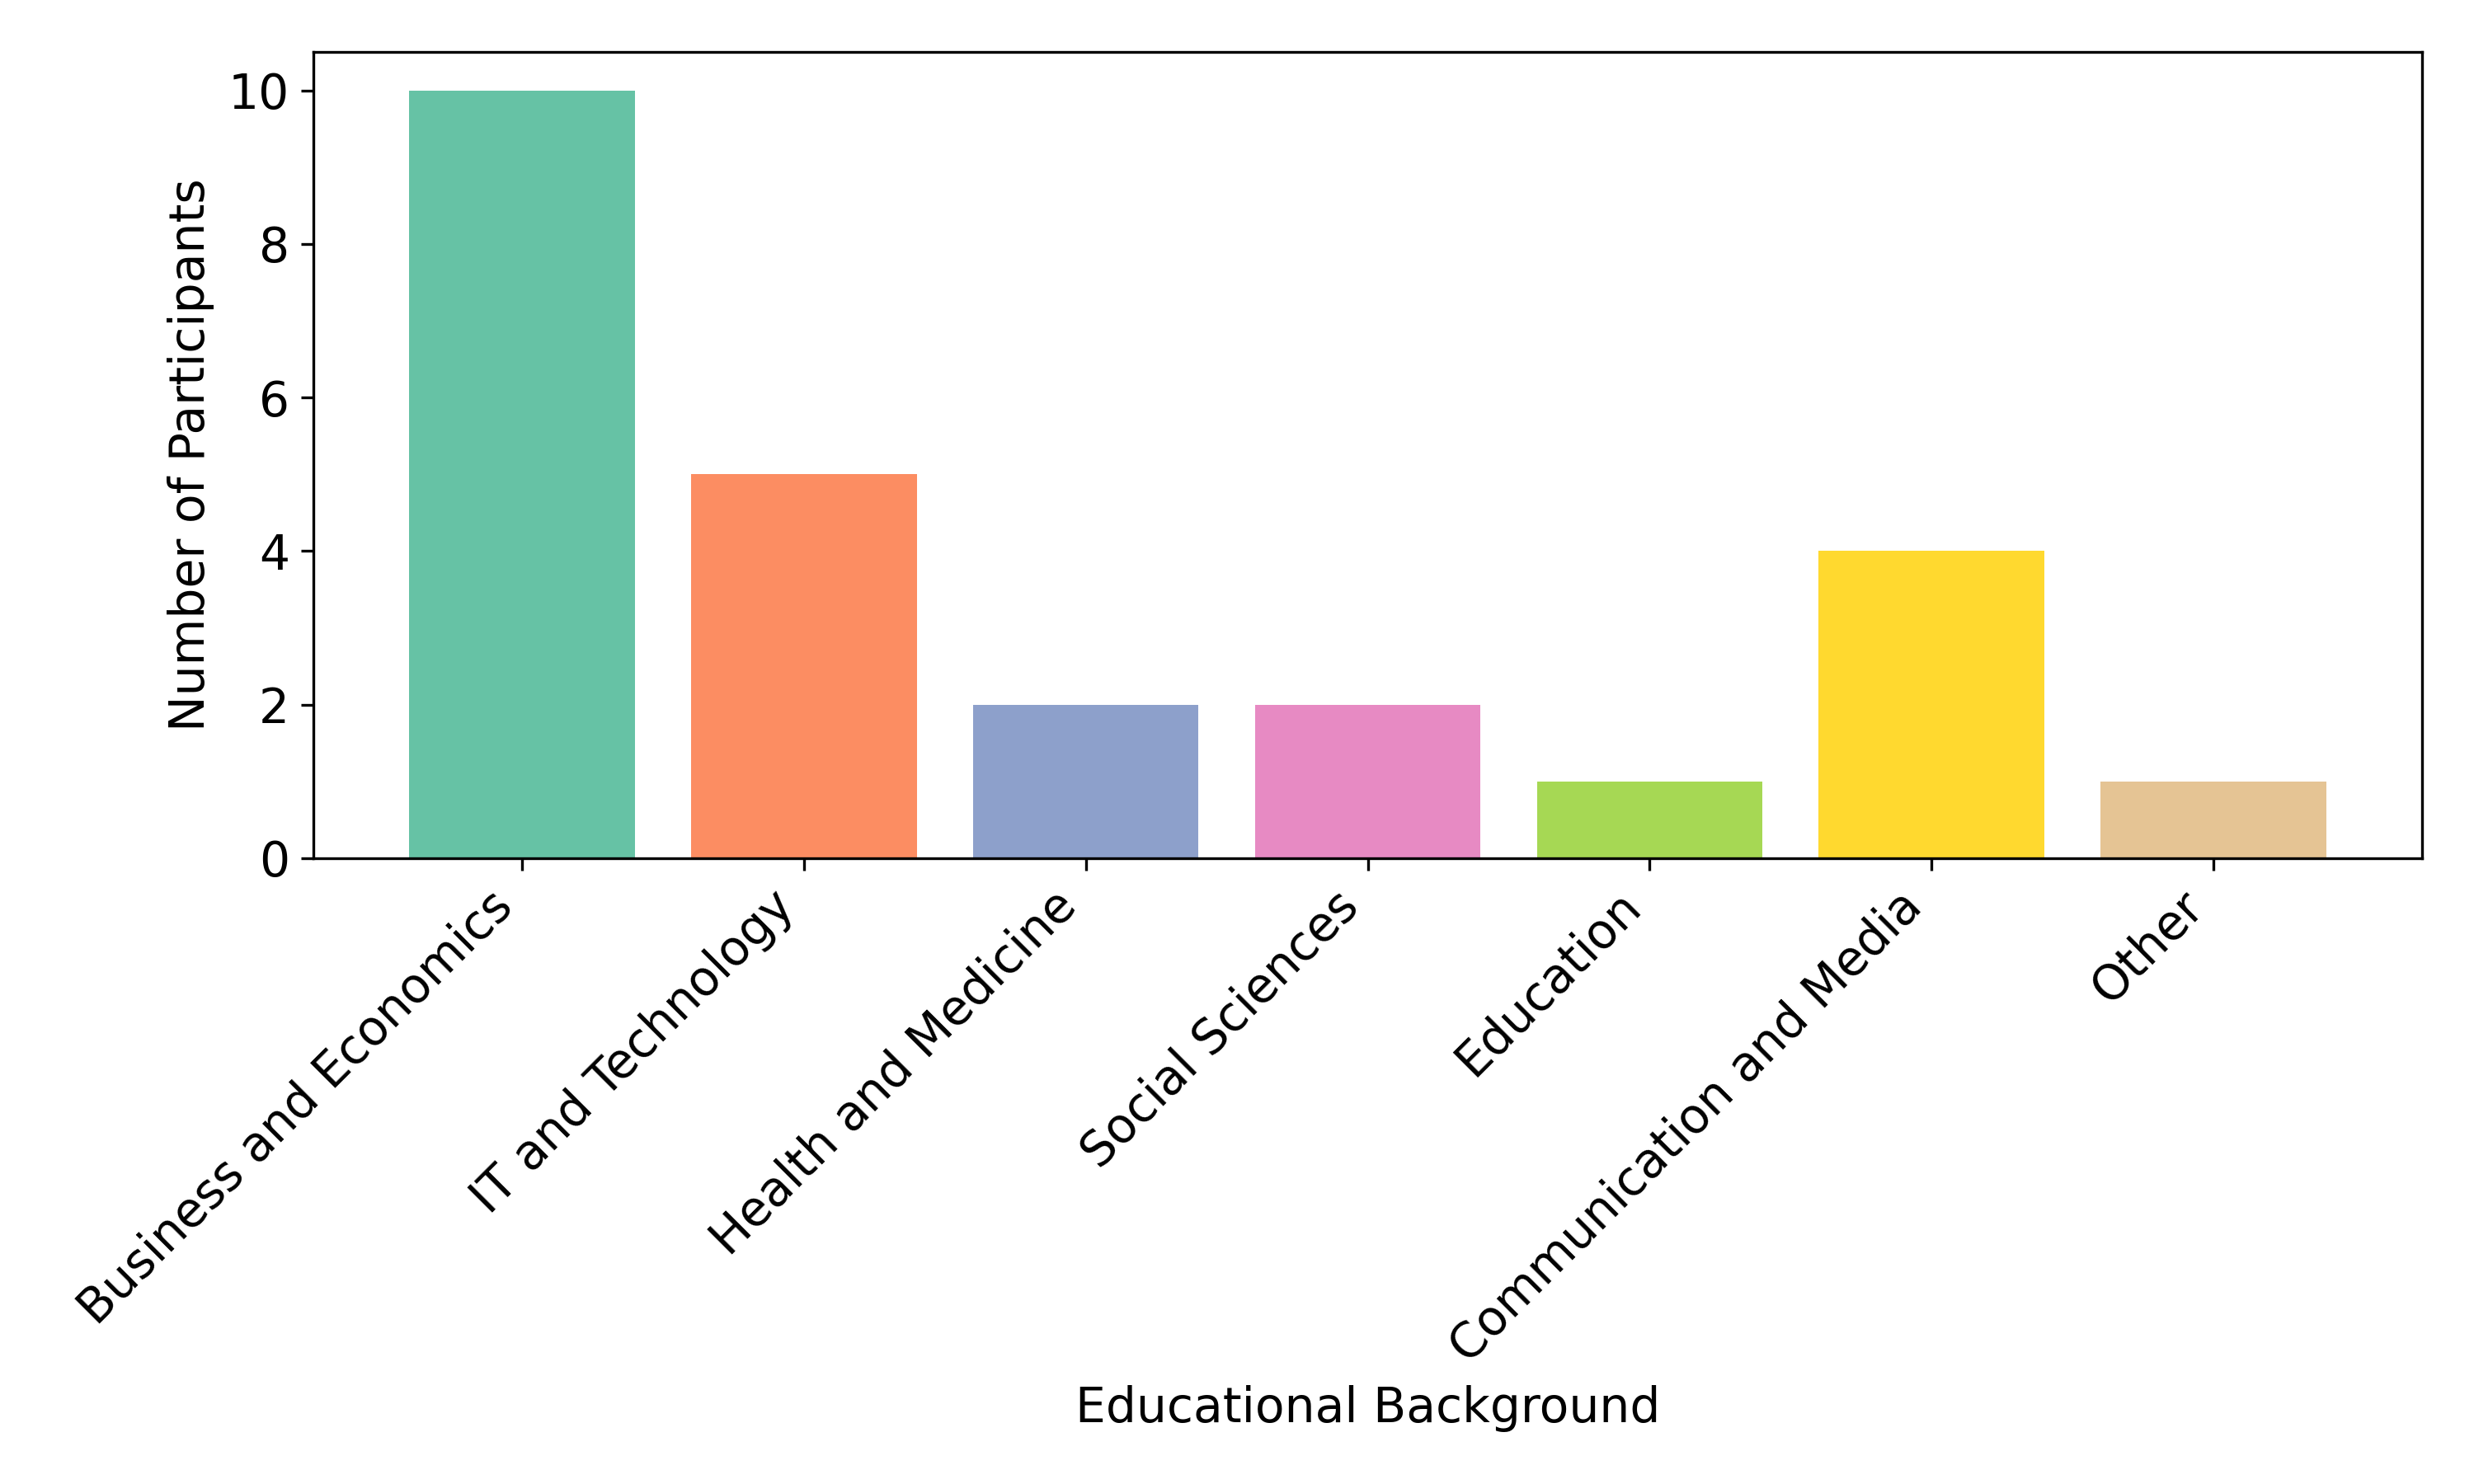 Number of Participants
10
8
6
4
2
0
Business and Economics
IT and Technology
Health and Medicine
Social Sciences
Education
Communication and Media
Other
Educational Background